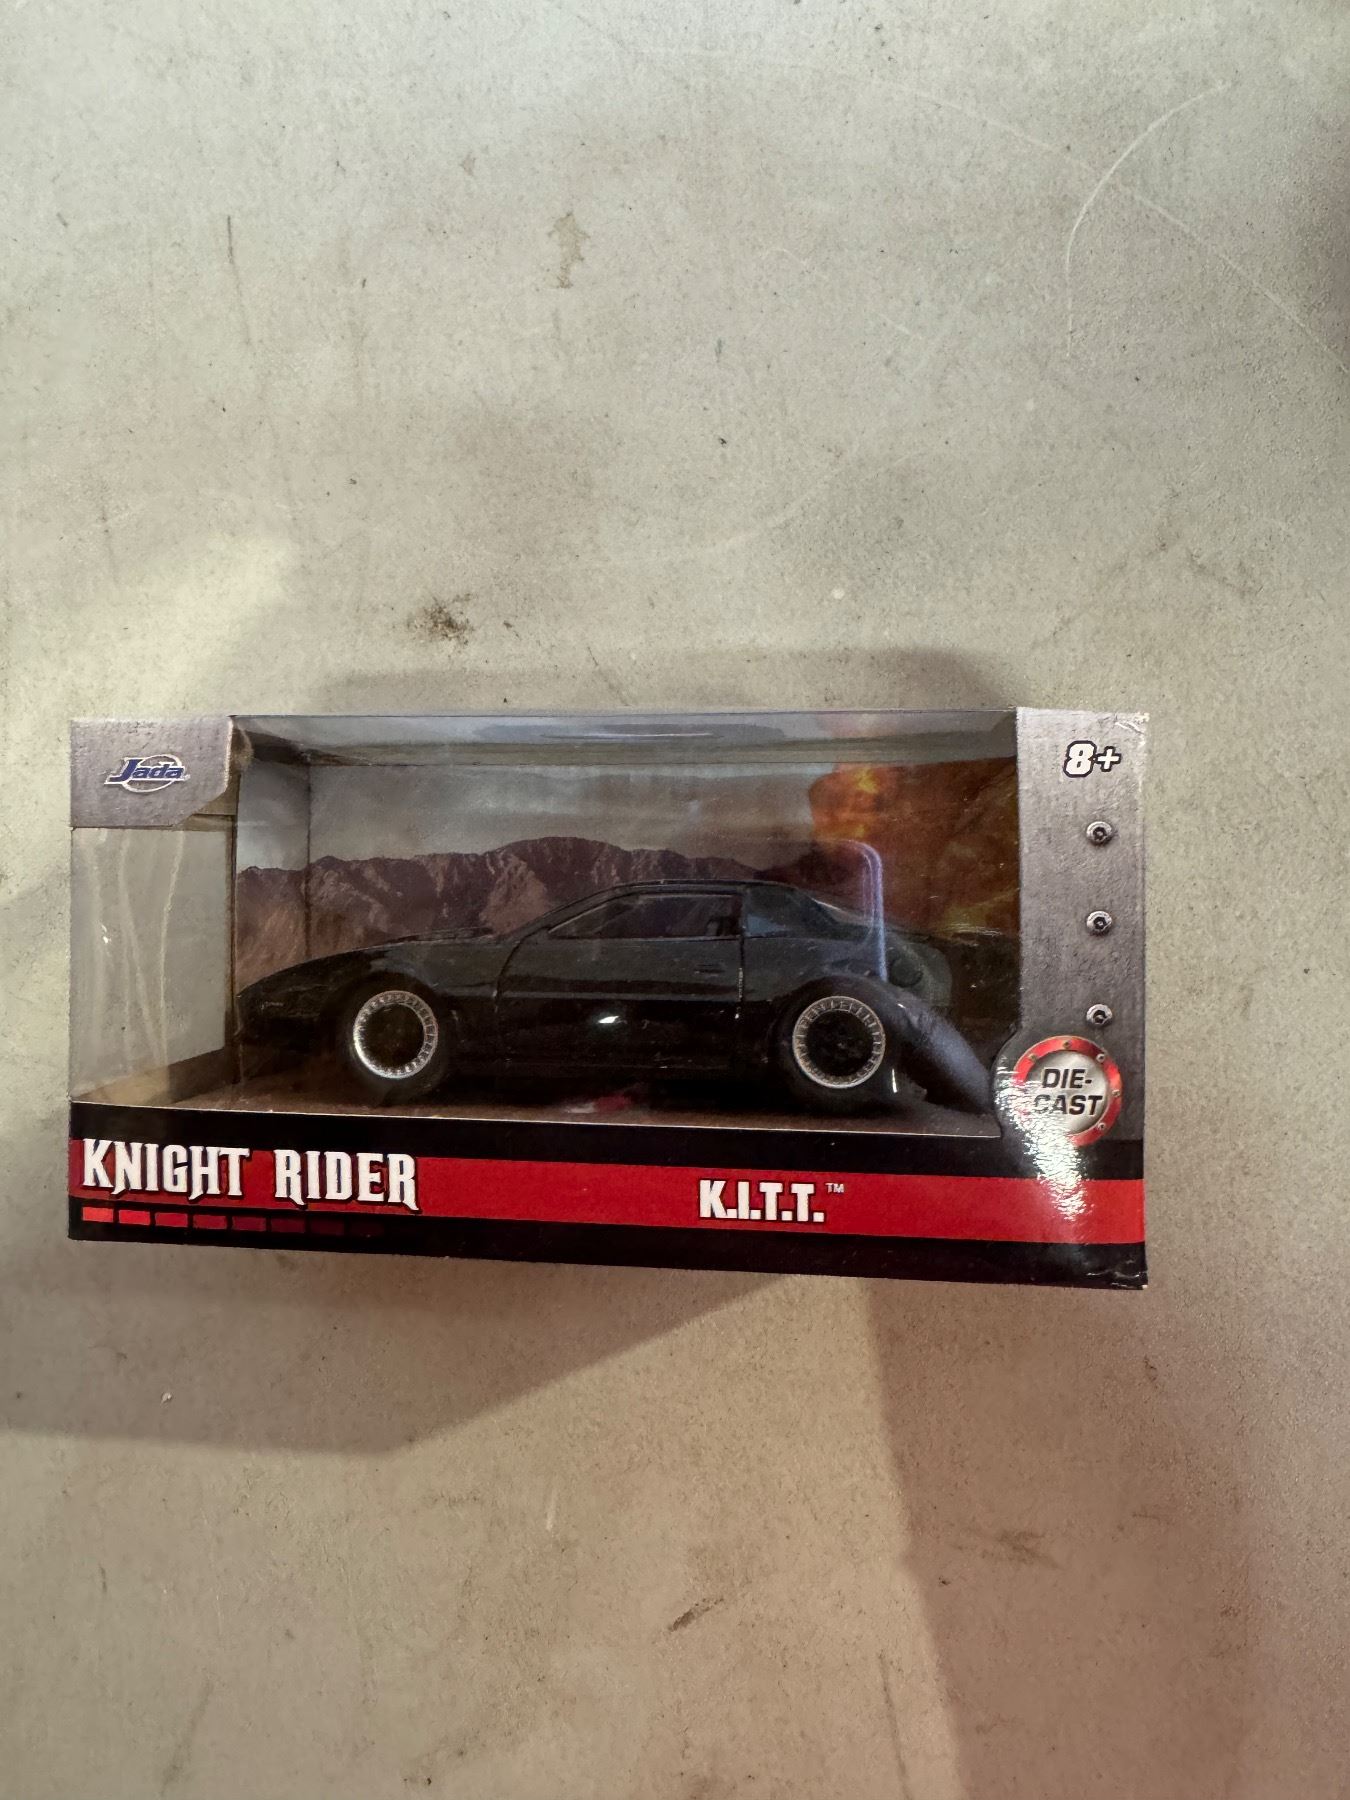 Jada
8+
DIE-
CAST
KNIGHT RIDER
K.I.T.T.™